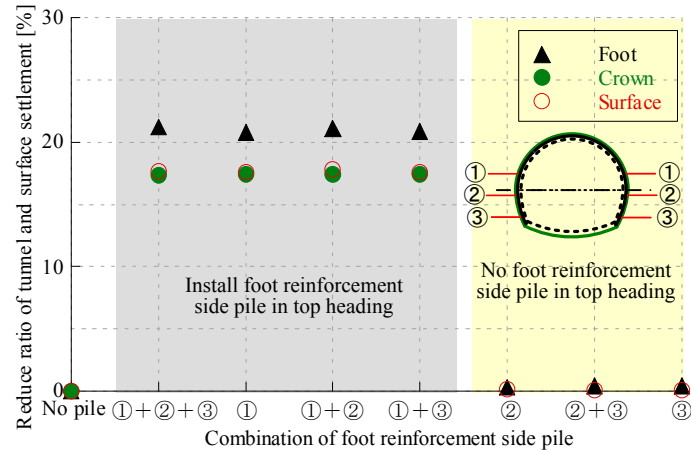 Reduce ratio of tunnel and surface settlement [%]
30
20
10
0
Foot
Crown
Surface
① ①
② ②
③ ③
Install foot reinforcement
side pile in top heading
No foot reinforcement
side pile in top heading
No pile ①+②+③ ① ①+② ①+③ ② ②+③ ③
Combination of foot reinforcement side pile